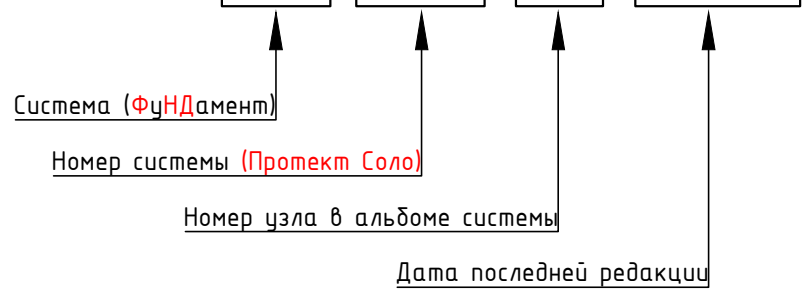 Система (ФуНДамент)
Номер системы (Протект Соло)
Номер узла в альбоме системы
Дата последней редакции